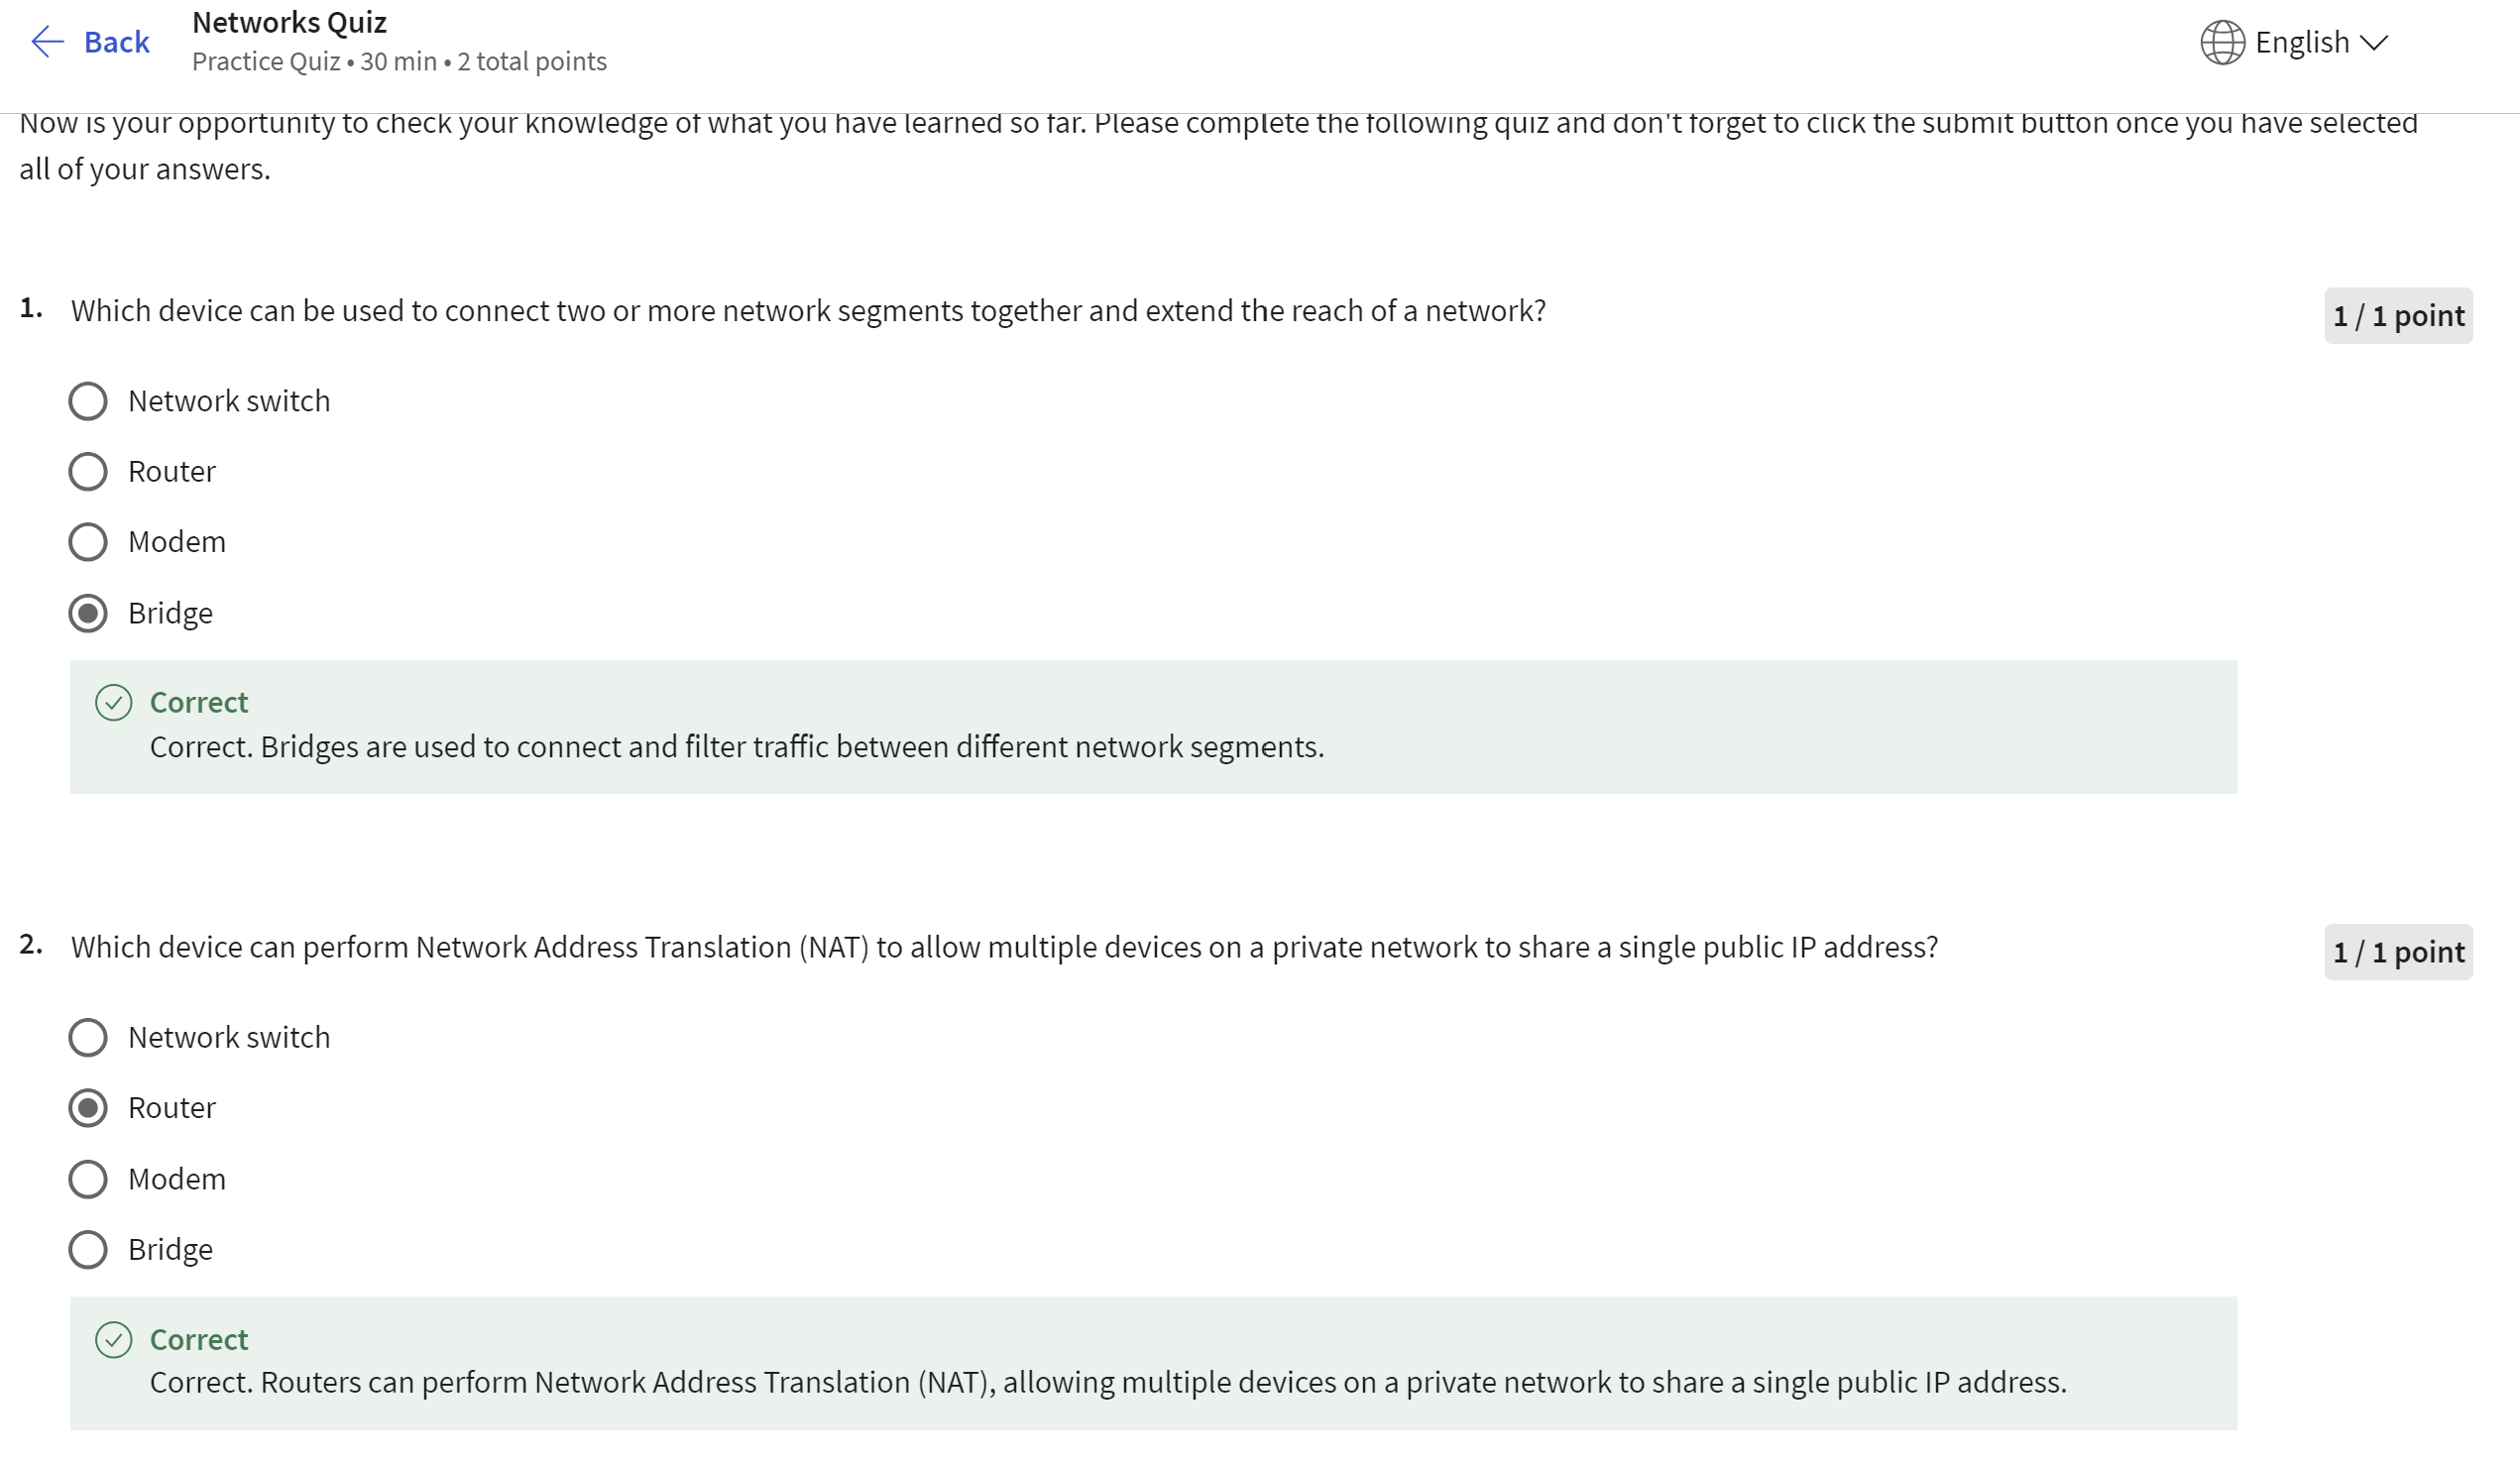 Back
Networks Quiz
Practice Quiz • 30 min • 2 total points
English
Now is your opportunity to check your knowledge of what you have learned so far. Please complete the following quiz and don't forget to click the submit button once you have selected
all of your answers.
1. Which device can be used to connect two or more network segments together and extend the reach of a network?
1 / 1 point
Network switch
Router
Modem
Bridge
Correct
Correct. Bridges are used to connect and filter traffic between different network segments.
2. Which device can perform Network Address Translation (NAT) to allow multiple devices on a private network to share a single public IP address?
1 / 1 point
Network switch
Router
Modem
Bridge
Correct
Correct. Routers can perform Network Address Translation (NAT), allowing multiple devices on a private network to share a single public IP address.